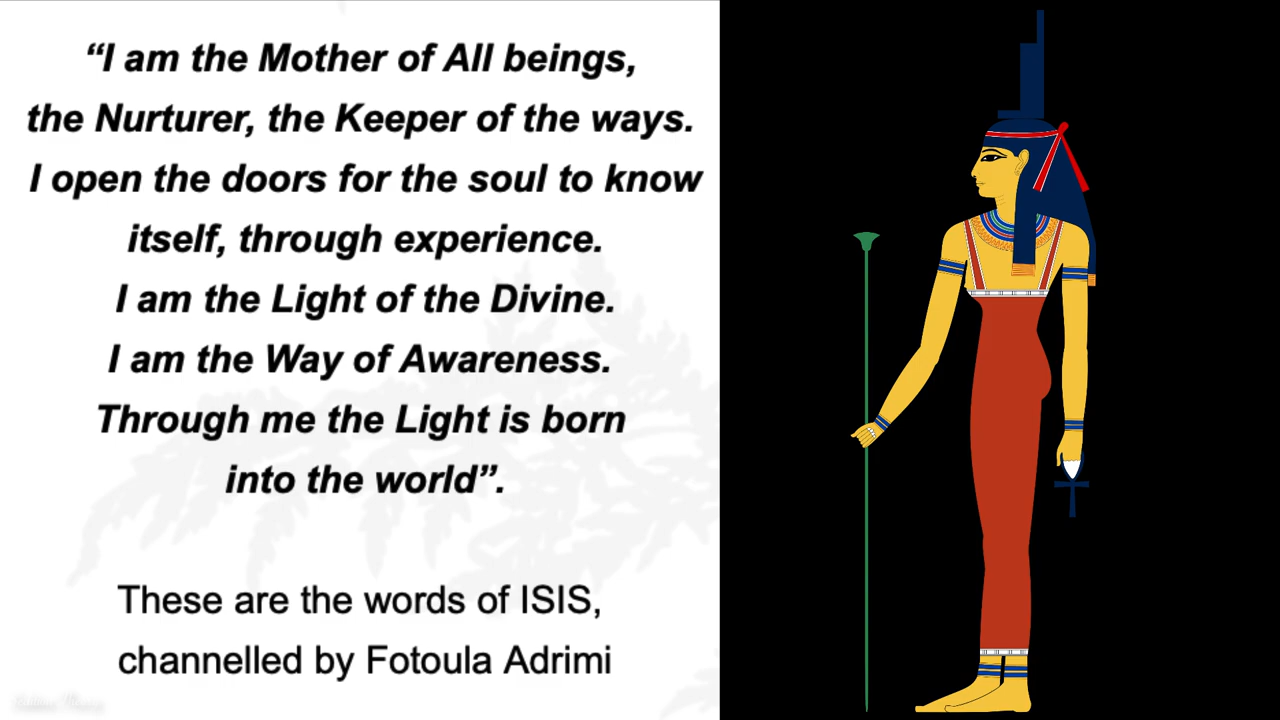 “I am the Mother of All beings,
the Nurturer, the Keeper of the ways.
I open the doors for the soul to know
itself, through experience.
I am the Light of the Divine.
I am the Way of Awareness.
Through me the Light is born
into the world”.
These are the words of ISIS,
channelled by Fotoula Adrimi